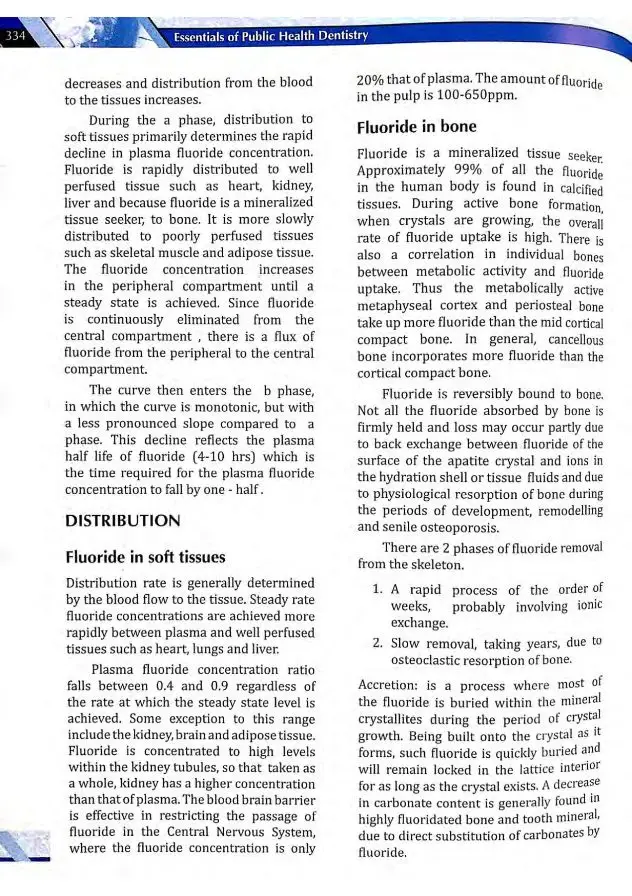 334
Essentials of Public Health Dentistry
decreases and distribution from the blood
to the tissues increases.
During the a phase, distribution to
soft tissues primarily determines the rapid
decline in plasma fluoride concentration.
Fluoride is rapidly distributed to well
perfused tissue such as heart, kidney,
liver and because fluoride is a mineralized
tissue seeker, to bone. It is more slowly
distributed to poorly perfused tissues
such as skeletal muscle and adipose tissue.
The fluoride concentration increases
in the peripheral compartment until a
steady state is achieved. Since fluoride
is continuously eliminated from the
central compartment , there is a flux of
fluoride from the peripheral to the central
compartment.
The curve then enters the b phase,
in which the curve is monotonic, but with
a less pronounced slope compared to a
phase. This decline reflects the plasma
half life of fluoride (4-10 hrs) which is
the time required for the plasma fluoride
concentration to fall by one - half .
DISTRIBUTION
Fluoride in soft tissues
Distribution rate is generally determined
by the blood flow to the tissue. Steady rate
fluoride concentrations are achieved more
rapidly between plasma and well perfused
tissues such as heart, lungs and liver.
Plasma fluoride concentration ratio
falls between 0.4 and 0.9 regardless of
the rate at which the steady state level is
achieved. Some exception to this range
include the kidney, brain and adipose tissue.
Fluoride is concentrated to high levels
within the kidney tubules, so that taken as
a whole, kidney has a higher concentration
than that of plasma. The blood brain barrier
is effective in restricting the passage of
fluoride in the Central Nervous System,
where the fluoride concentration is only
20% that of plasma. The amount of fluoride
in the pulp is 100-650ppm.
Fluoride in bone
Fluoride is a mineralized tissue seeker.
Approximately 99% of all the fluoride
in the human body is found in calcified
tissues. During active bone formation,
when crystals are growing, the overall
rate of fluoride uptake is high. There is
also a correlation in individual bones
between metabolic activity and fluoride
uptake. Thus the metabolically active
metaphyseal cortex and periosteal bone
take up more fluoride than the mid cortical
compact bone. In general, cancellous
bone incorporates more fluoride than the
cortical compact bone.
Fluoride is reversibly bound to bone.
Not all the fluoride absorbed by bone is
firmly held and loss may occur partly due
to back exchange between fluoride of the
surface of the apatite crystal and ions in
the hydration shell or tissue fluids and due
to physiological resorption of bone during
the periods of development, remodelling
and senile osteoporosis.
There are 2 phases of fluoride removal
from the skeleton.
1. A rapid process of the order of
weeks, probably involving ionic
exchange.
2. Slow removal, taking years, due to
osteoclastic resorption of bone.
Accretion: is a process where most of
the fluoride is buried within the mineral
crystallites during the period of crystal
growth. Being built onto the crystal as it
forms, such fluoride is quickly buried and
will remain locked in the lattice interior
for as long as the crystal exists. A decrease
in carbonate content is generally found in
highly fluoridated bone and tooth mineral,
due to direct substitution of carbonates by
fluoride.